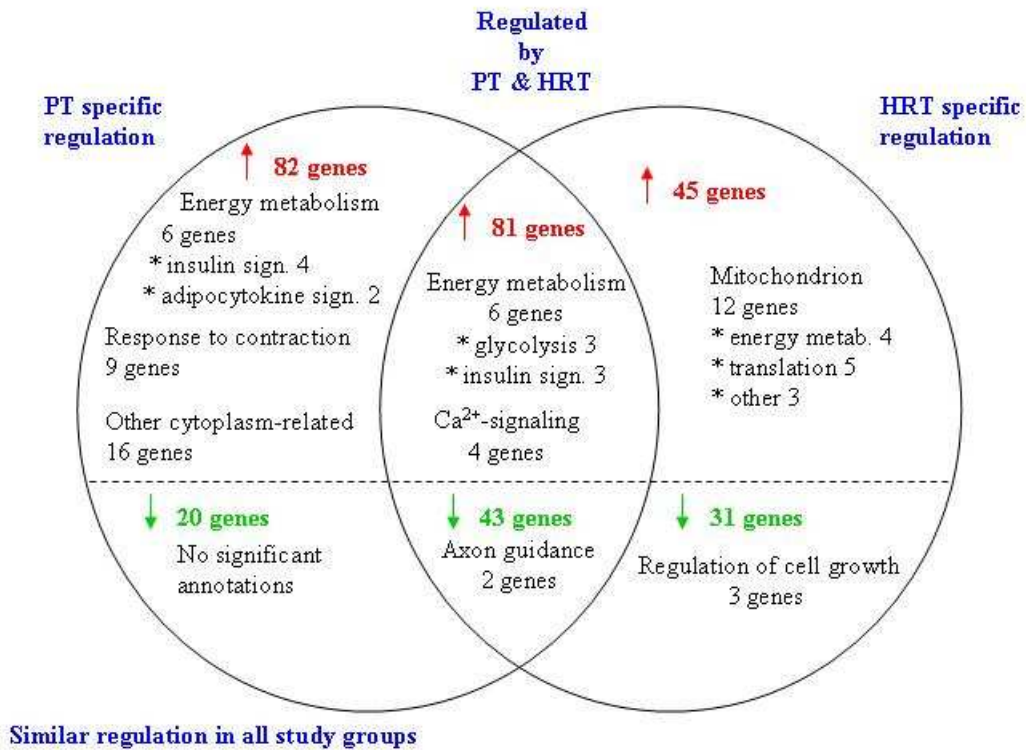 Regulated
by
PT & HRT
PT specific
regulation
HRT specific
regulation
↑ 82 genes
Energy metabolism
6 genes
* insulin sign. 4
* adipocytokine sign. 2
Response to contraction
9 genes
Other cytoplasm-related
16 genes
↑ 81 genes
Energy metabolism
6 genes
* glycolysis 3
* insulin sign. 3
Ca²⁺-signaling
4 genes
↑ 45 genes
Mitochondrion
12 genes
* energy metab. 4
* translation 5
* other 3
↓ 20 genes
No significant
annotations
↓ 43 genes
Axon guidance
2 genes
↓ 31 genes
Regulation of cell growth
3 genes
Similar regulation in all study groups